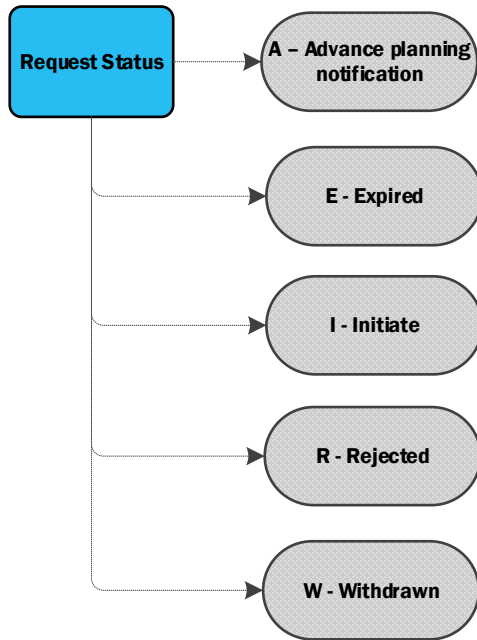 Request Status
A – Advance planning
notification
E - Expired
I - Initiate
R - Rejected
W - Withdrawn